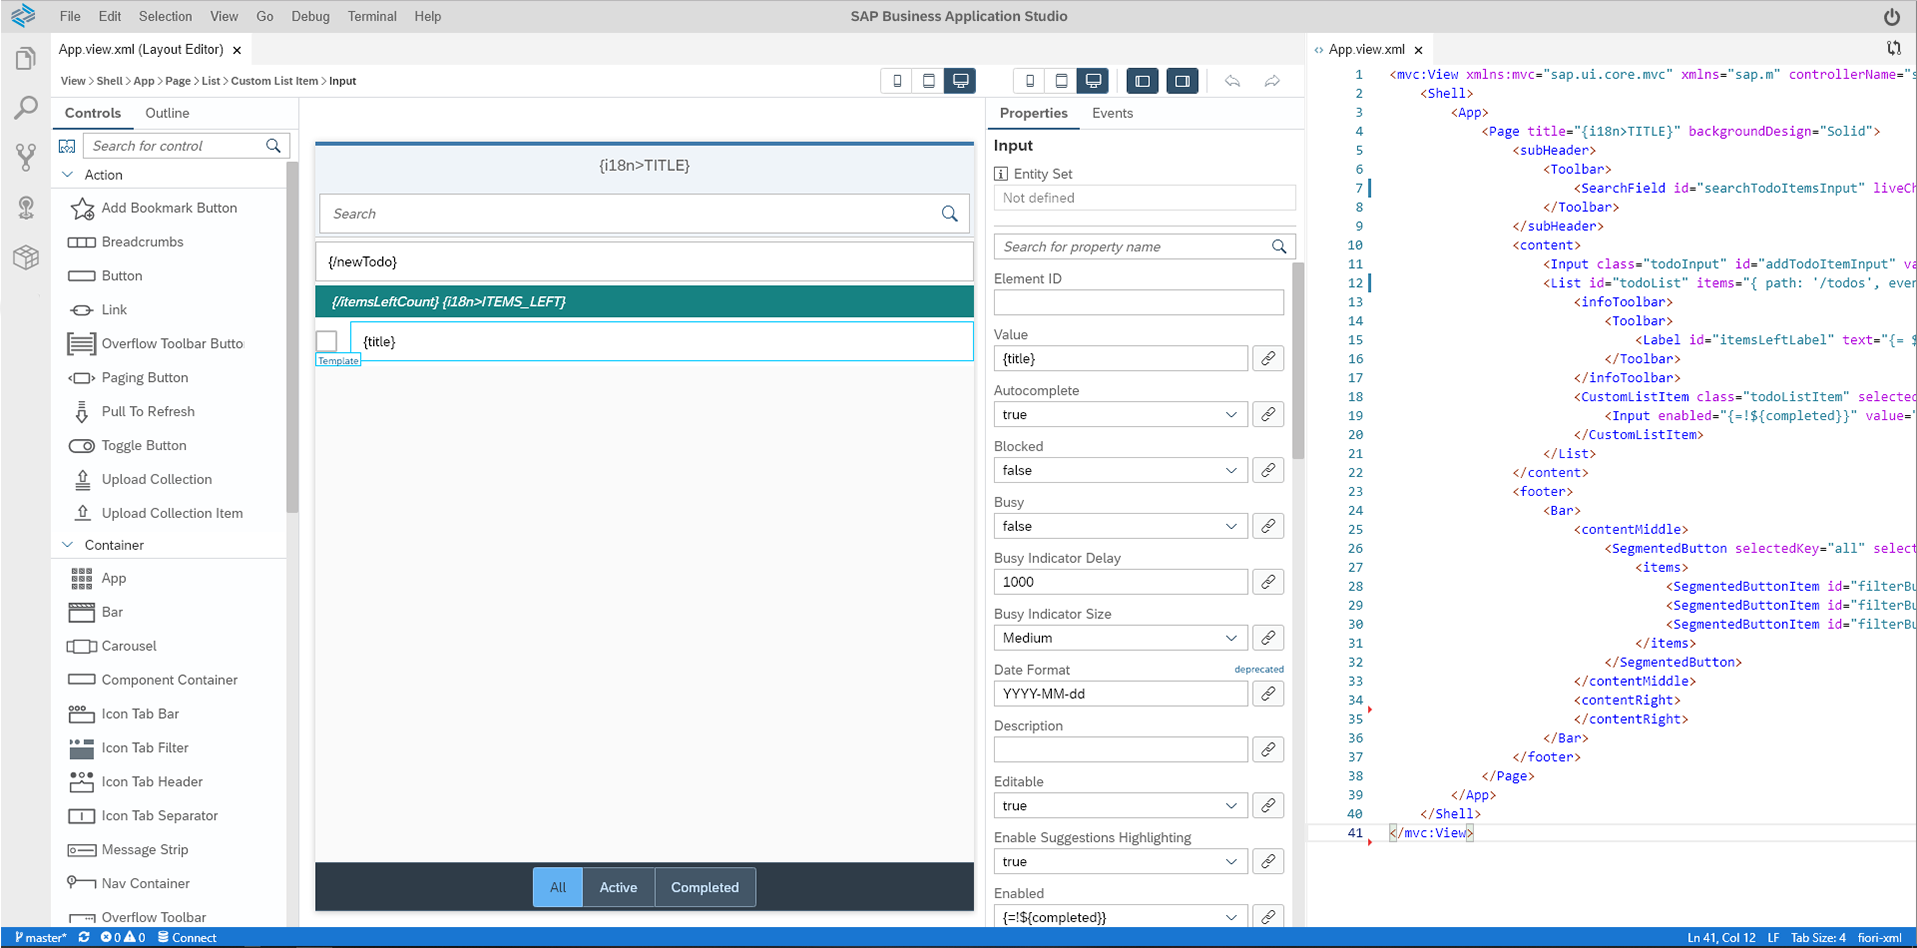 File Edit Selection View Go Debug Terminal Help
SAP Business Application Studio
App.view.xml (Layout Editor) ×
View > Shell > App > Page > List > Custom List Item > Input
Controls Outline
Search for control
Action
Add Bookmark Button
Breadcrumbs
Button
Link
Overflow Toolbar Butto
Paging Button
Pull To Refresh
Toggle Button
Upload Collection
Upload Collection Item
Container
App
Bar
Carousel
Component Container
Icon Tab Bar
Icon Tab Filter
Icon Tab Header
Icon Tab Separator
Message Strip
Nav Container
Overflow Toolbar
{i18n>TITLE}
Search
{/newTodo}
{/itemsLeftCount} {i18n>ITEMS_LEFT}
{title}
Template
All Active Completed
Properties Events
Input
Entity Set
Not defined
Search for property name
Element ID
Value
{title}
Autocomplete
true
Blocked
false
Busy
false
Busy Indicator Delay
1000
Busy Indicator Size
Medium
Date Format deprecated
YYYY-MM-dd
Description
Editable
true
Enable Suggestions Highlighting
true
Enabled
{=!${completed}}
App.view.xml ×
1 <mvc:View xmlns:mvc="sap.ui.core.mvc" xmlns="sap.m" controllerName="s
2 <Shell>
3 <App>
4 <Page title="{i18n>TITLE}" backgroundDesign="Solid">
5 <subHeader>
6 <Toolbar>
7 <SearchField id="searchTodoItemsInput" liveCh
8 </Toolbar>
9 </subHeader>
10 <content>
11 <Input class="todoInput" id="addTodoItemInput" va
12 <List id="todoList" items="{ path: '/todos', even
13 <infoToolbar>
14 <Toolbar>
15 <Label id="itemsLeftLabel" text="{= $
16 </Toolbar>
17 </infoToolbar>
18 <CustomListItem class="todoListItem" selected
19 <Input enabled="{=!${completed}}" value="
20 </CustomListItem>
21 </List>
22 </content>
23 <footer>
24 <Bar>
25 <contentMiddle>
26 <SegmentedButton selectedKey="all" select
27 <items>
28 <SegmentedButtonItem id="filterBu
29 <SegmentedButtonItem id="filterBu
30 <SegmentedButtonItem id="filterBu
31 </items>
32 </SegmentedButton>
33 </contentMiddle>
34 <contentRight>
35 </contentRight>
36 </Bar>
37 </footer>
38 </Page>
39 </App>
40 </Shell>
41 </mvc:View>
master* 0 0 Connect
Ln 41, Col 12 LF Tab Size: 4 fiori-xml